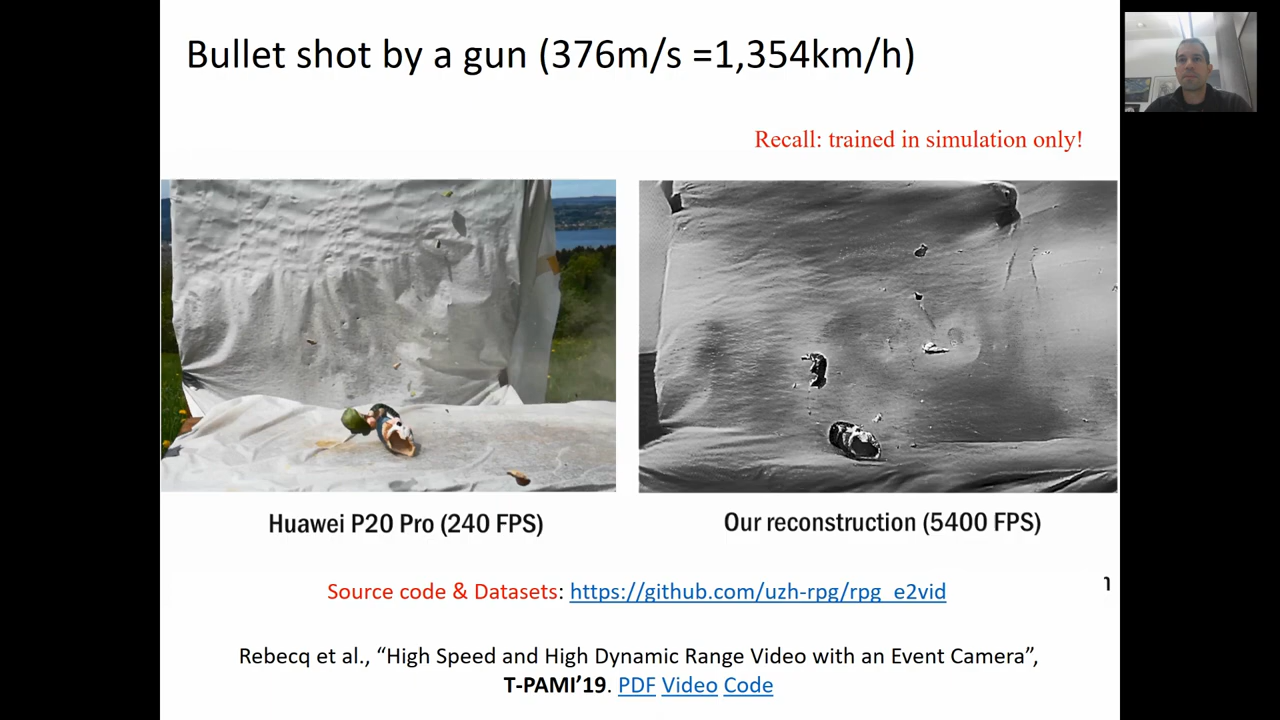 Bullet shot by a gun (376m/s =1,354km/h)
Recall: trained in simulation only!
Huawei P20 Pro (240 FPS)
Our reconstruction (5400 FPS)
Source code & Datasets: https://github.com/uzh-rpg/rpg_e2vid
Rebecq et al., “High Speed and High Dynamic Range Video with an Event Camera”,
T-PAMI’19. PDF Video Code